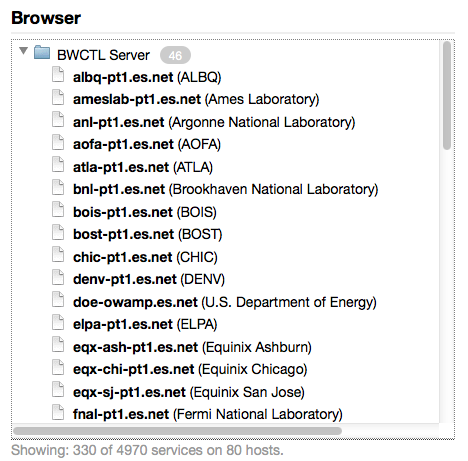 Browser
BWCTL Server 46
albq-pt1.es.net (ALBQ)
ameslab-pt1.es.net (Ames Laboratory)
anl-pt1.es.net (Argonne National Laboratory)
aofa-pt1.es.net (AOFA)
atla-pt1.es.net (ATLA)
bnl-pt1.es.net (Brookhaven National Laboratory)
bois-pt1.es.net (BOIS)
bost-pt1.es.net (BOST)
chic-pt1.es.net (CHIC)
denv-pt1.es.net (DENV)
doe-owamp.es.net (U.S. Department of Energy)
elpa-pt1.es.net (ELPA)
eqx-ash-pt1.es.net (Equinix Ashburn)
eqx-chi-pt1.es.net (Equinix Chicago)
eqx-sj-pt1.es.net (Equinix San Jose)
fnal-pt1.es.net (Fermi National Laboratory)
Showing: 330 of 4970 services on 80 hosts.